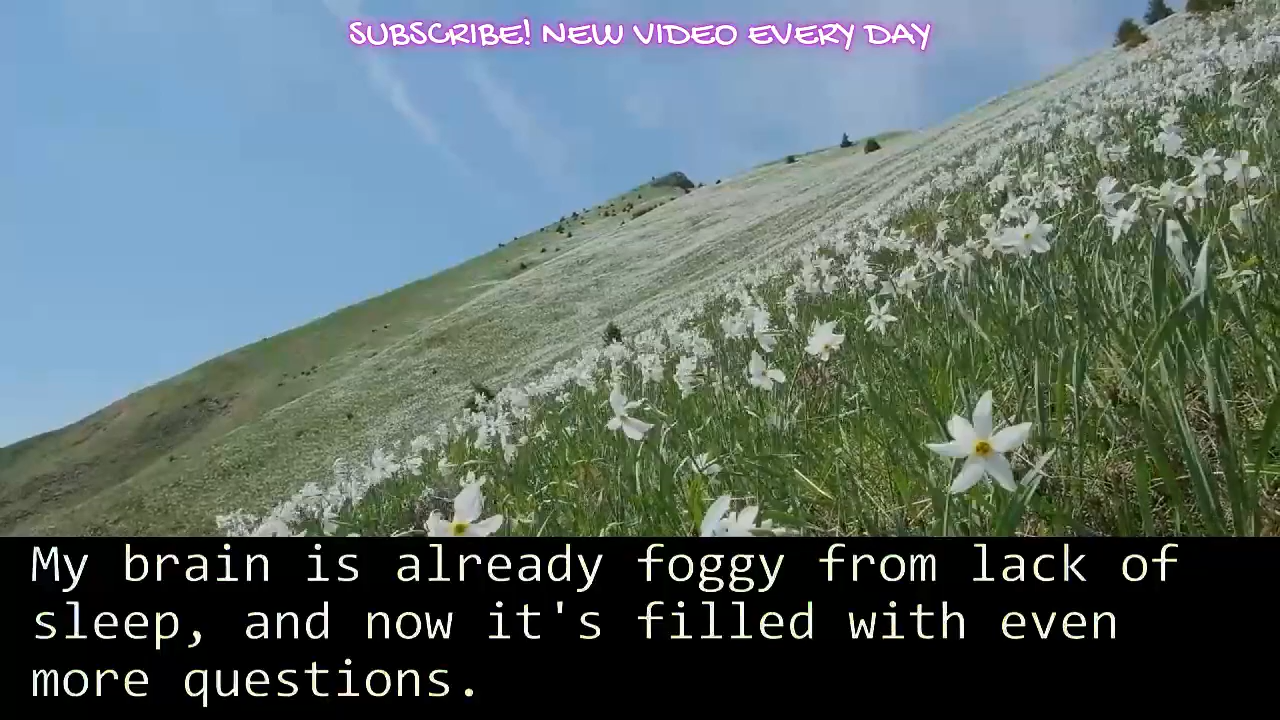 SUBSCRIBE! NEW VIDEO EVERY DAY
My brain is already foggy from lack of
sleep, and now it's filled with even
more questions.